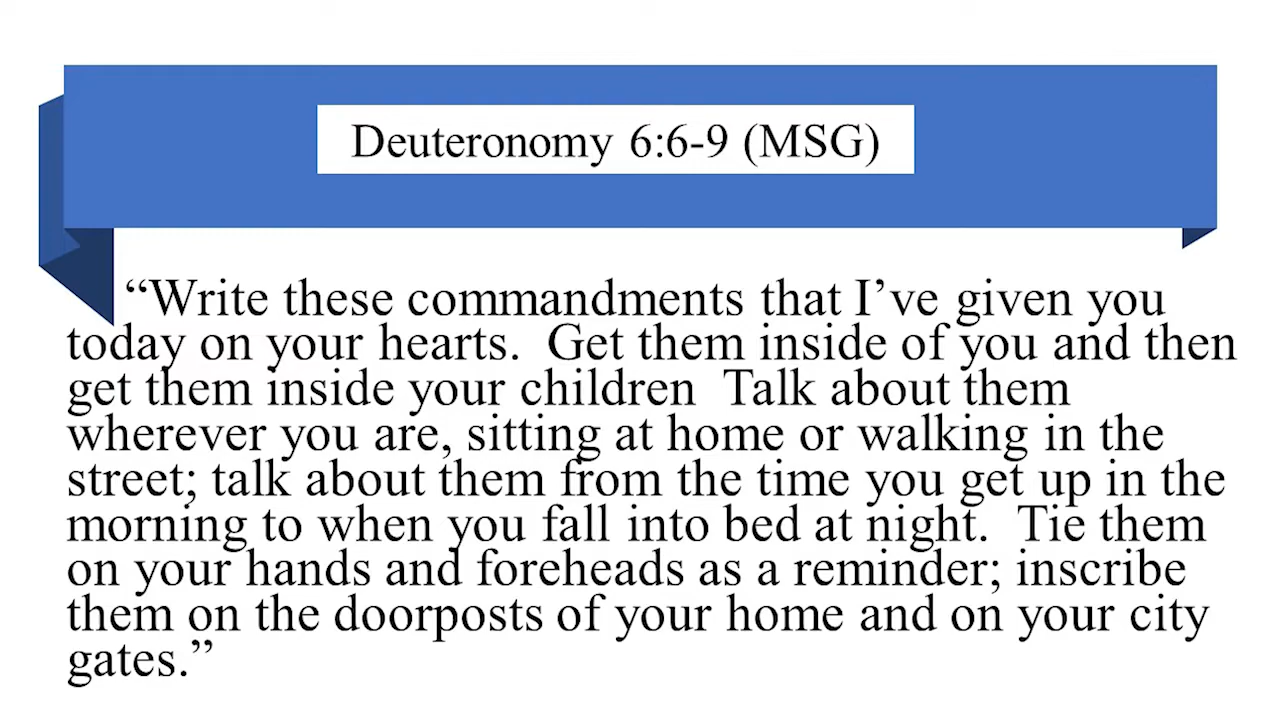 Deuteronomy 6:6-9 (MSG)
“Write these commandments that I’ve given you
today on your hearts.  Get them inside of you and then
get them inside your children  Talk about them
wherever you are, sitting at home or walking in the
street; talk about them from the time you get up in the
morning to when you fall into bed at night.  Tie them
on your hands and foreheads as a reminder; inscribe
them on the doorposts of your home and on your city
gates.”